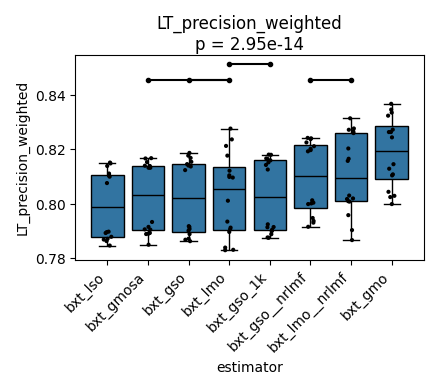 LT_precision_weighted
p = 2.95e-14
LT_precision_weighted
0.84
0.82
0.80
0.78
bxt_lso
bxt_gmosa
bxt_gso
bxt_lmo
bxt_gso_1k
bxt_gso__nrlmf
bxt_lmo__nrlmf
bxt_gmo
estimator